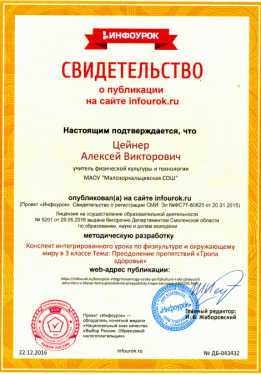 ИНФОУРОК
СВИДЕТЕЛЬСТВО
о публикации
на сайте infourok.ru
Настоящим подтверждается, что
Цейнер
Алексей Викторович
учитель физической культуры и технологии
МАОУ "Малозоркальцевская СОШ"
опубликовал(а) на сайте infourok.ru
(Проект «Инфоурок». Свидетельство о регистрации СМИ: Эл №ФС77-60625 от 20.01.2015)
Лицензия на осуществление образовательной деятельности
№ 5201 от 20.05.2016 выдана бессрочно Департаментом Смоленской области
по образованию, науке и делам молодёжи
методическую разработку
Конспект интегрированного урока по физкультуре и окружающему
миру в 3 классе Тема: Преодоление препятствий «Тропа
здоровья»
web-адрес публикации:
Проект «Инфоурок» —
обладатель почетной медали
«Национальный знак качества
«Выбор России. Образцовый
налогоплательщик»
Главный редактор:
И. В. Жаборовский
22.12.2016
infourok.ru
№ ДБ-043432